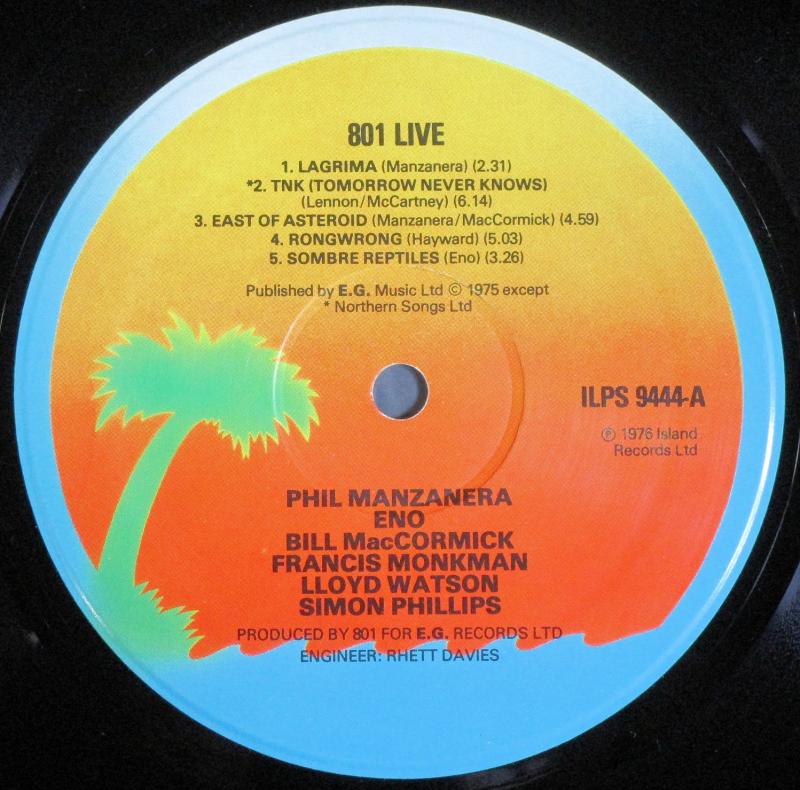 801 LIVE
1. LAGRIMA (Manzanera) (2.31)
*2. TNK (TOMORROW NEVER KNOWS)
(Lennon/McCartney) (6.14)
3. EAST OF ASTEROID (Manzanera/MacCormick) (4.59)
4. RONGWRONG (Hayward) (5.03)
5. SOMBRE REPTILES (Eno) (3.26)
Published by E.G. Music Ltd © 1975 except
* Northern Songs Ltd
ILPS 9444-A
℗ 1976 Island
Records Ltd
PHIL MANZANERA
ENO
BILL MacCORMICK
FRANCIS MONKMAN
LLOYD WATSON
SIMON PHILLIPS
PRODUCED BY 801 FOR E.G. RECORDS LTD
ENGINEER: RHETT DAVIES